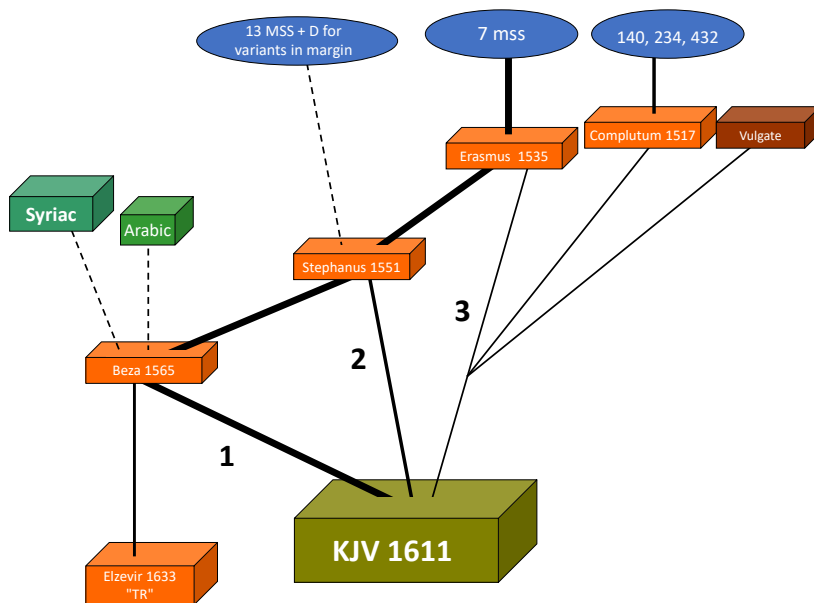 13 MSS + D for
variants in margin
7 mss
140, 234, 432
Erasmus 1535
Complutum 1517
Vulgate
Syriac
Arabic
Stephanus 1551
3
2
Beza 1565
1
KJV 1611
Elzevir 1633
"TR"